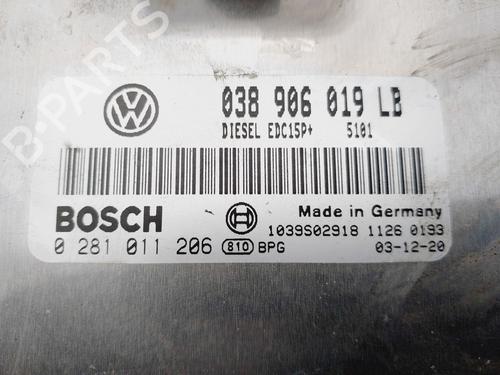 038 906 019 LB
DIESEL EDC15P+ 5101
BOSCH
Made in Germany
0 281 011 206 810 BPG
1039S02918 1126 0193
03-12-20
B-PARTS